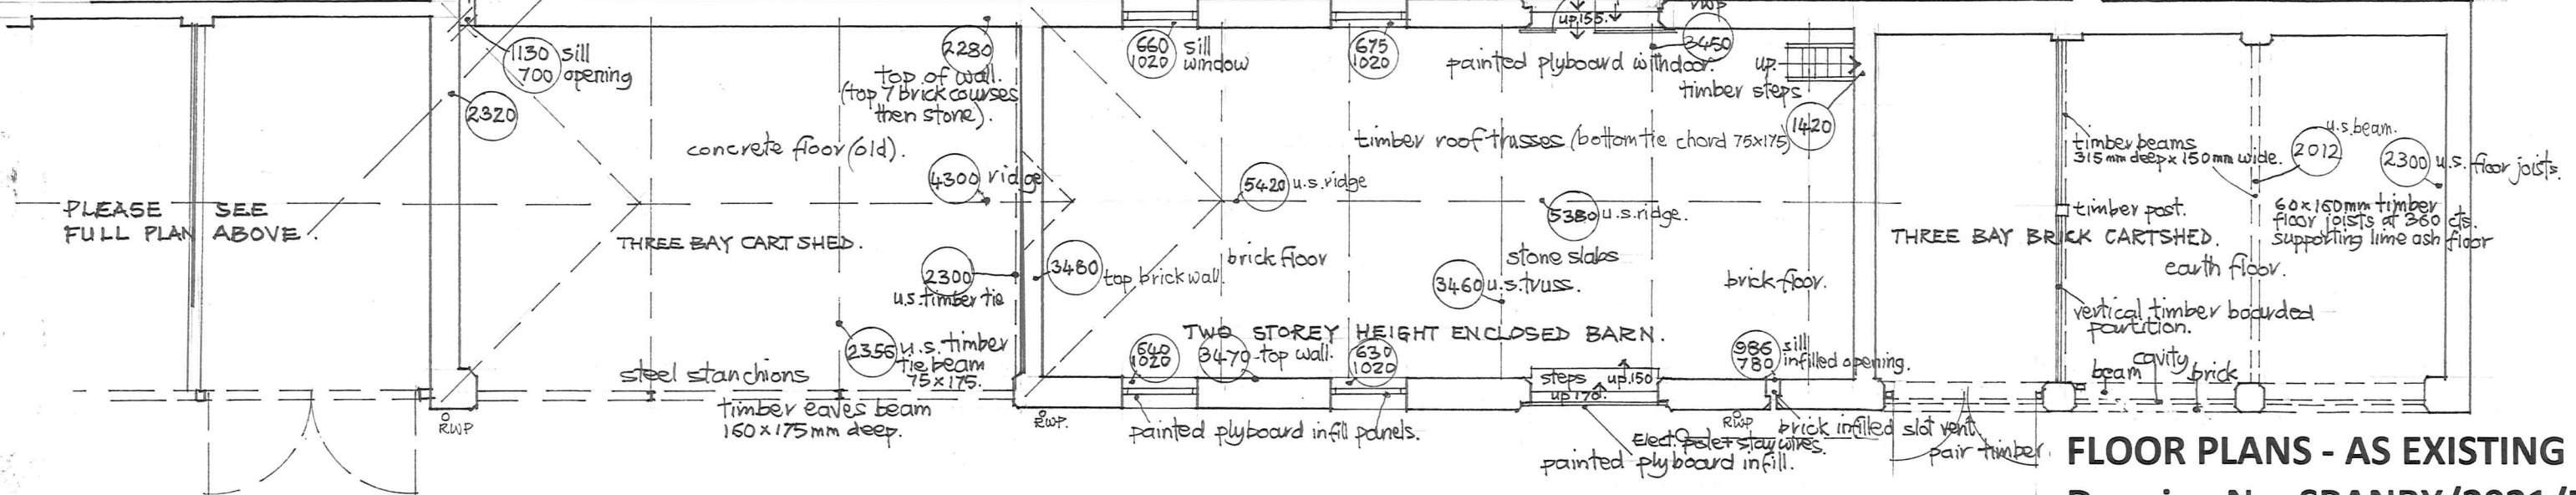 1130 sill
700 opening
2320
2280
top of wall.
(top 7 brick courses
then stone).
concrete floor (old).
4300 ridge
PLEASE SEE
FULL PLAN ABOVE.
THREE BAY CARTSHED.
2300
u.s. timber tie
2356 u.s. timber
tie beam
75x175.
steel stanchions
timber eaves beam
160x175mm deep.
RWP
660 sill
1020 window
675
1020
up 155.
RWP
3450
painted plyboard with door.
up.
timber steps
1420
timber roof trusses (bottom tie chord 75x175)
5420 u.s. ridge
5380 u.s. ridge.
brick floor
stone slabs
3480 top brick wall.
3460 u.s. truss.
brick floor.
TWO STOREY HEIGHT ENCLOSED BARN.
640
1020
3470 - top wall.
630
1020
986 sill
780 infilled opening.
steps up 150
up 170.
RWP.
painted plyboard infill panels.
RWP
Elect. pole + stay wires.
painted plyboard infill.
brick infilled slot vent
pair timber.
timber beams
315mm deep x 150mm wide.
u.s. beam.
2012
2300 u.s. floor joists.
timber post.
60x160mm timber
floor joists at 360 cts.
supporting lime ash floor
THREE BAY BRICK CARTSHED.
earth floor.
vertical timber boarded
partition.
beam cavity brick
FLOOR PLANS - AS EXISTING